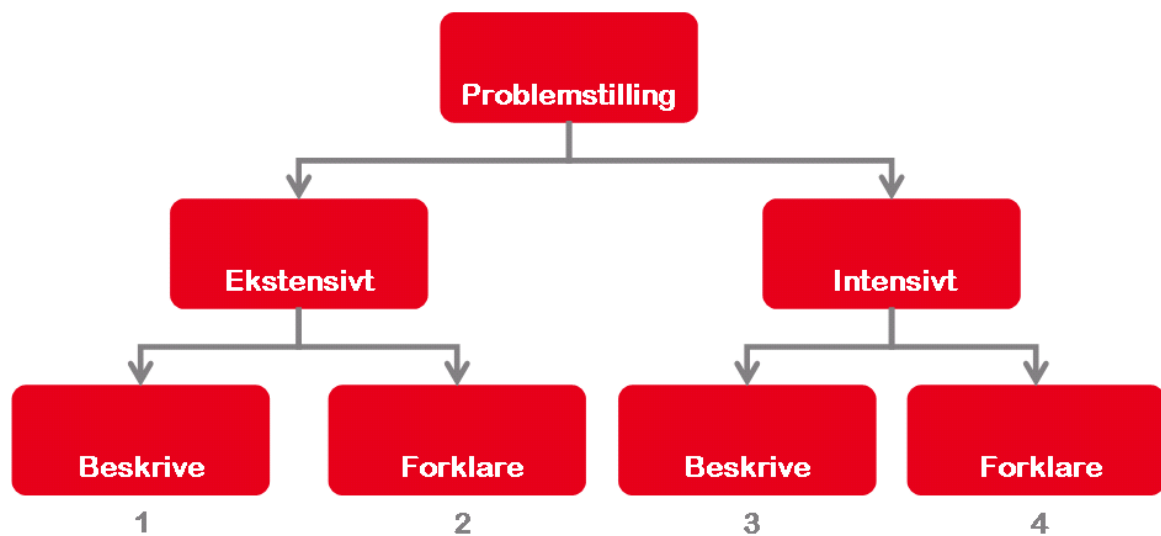 Problemstilling
Ekstensivt
Intensivt
Beskrive
Forklare
Beskrive
Forklare
1
2
3
4